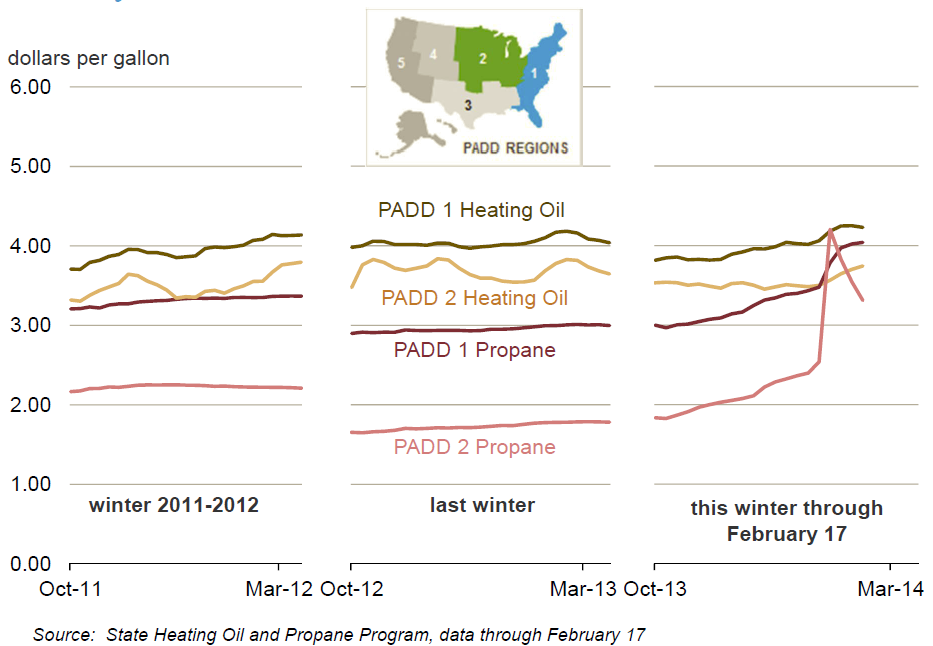 dollars per gallon
6.00
5.00
4.00
3.00
2.00
1.00
0.00
5
4
2
1
3
PADD REGIONS
PADD 1 Heating Oil
PADD 2 Heating Oil
PADD 1 Propane
PADD 2 Propane
winter 2011-2012
last winter
this winter through
February 17
Oct-11
Mar-12
Oct-12
Mar-13
Oct-13
Mar-14
Source:  State Heating Oil and Propane Program, data through February 17